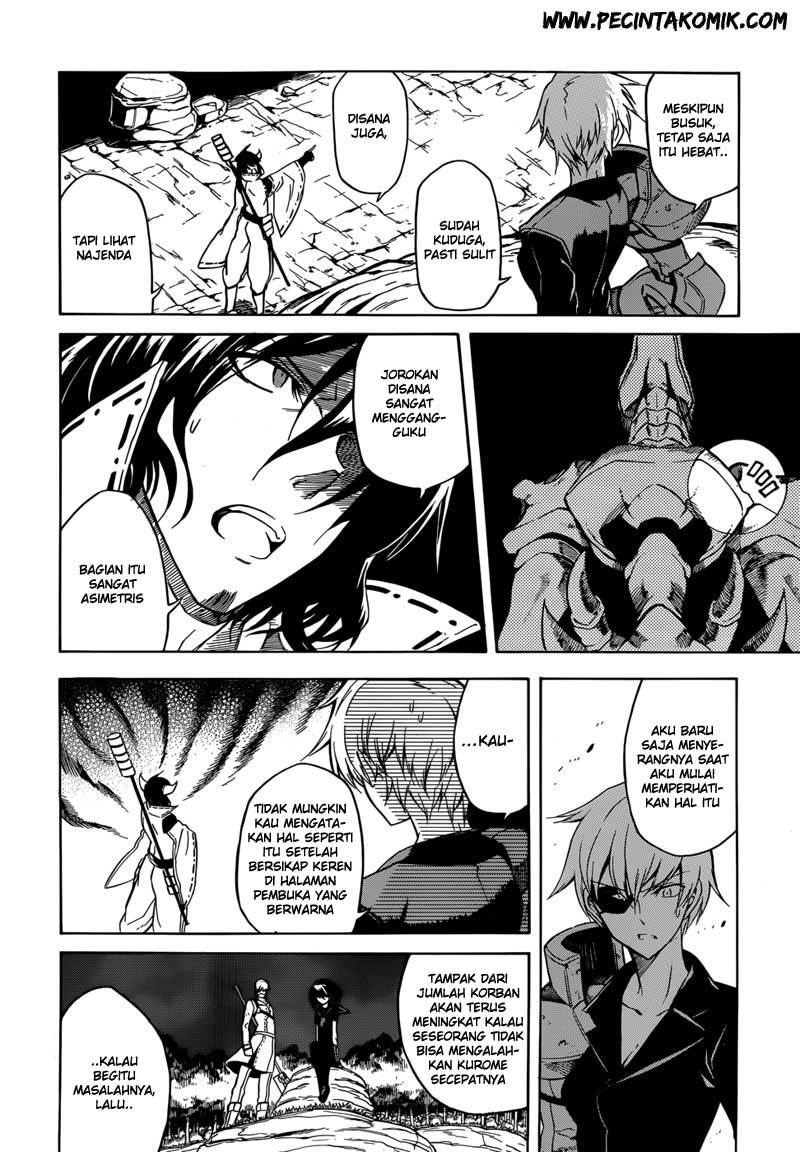 WWW.PECINTAKOMIK.COM
MESKIPUN
BUSUK,
TETAP SAJA
ITU HEBAT..
SUDAH
KUDUGA,
PASTI SULIT
DISANA
JUGA,
TAPI LIHAT
NAJENDA
JOROKAN
DISANA
SANGAT
MENGGANG-
GUKU
BAGIAN ITU
SANGAT
ASIMETRIS
AKU BARU
SAJA MENYE-
RANGNYA SAAT
AKU MULAI
MEMPERHATI-
KAN HAL ITU
...KAU-
TIDAK MUNGKIN
KAU MENGATA-
KAN HAL SEPERTI
ITU SETELAH
BERSIKAP KEREN
DI HALAMAN
PEMBUKA YANG
BERWARNA
TAMPAK DARI
JUMLAH KORBAN
AKAN TERUS
MENINGKAT KALAU
SESEORANG TIDAK
BISA MENGALAH-
KAN KUROME
SECEPATNYA
..KALAU
BEGITU
MASALAHNYA,
LALU..